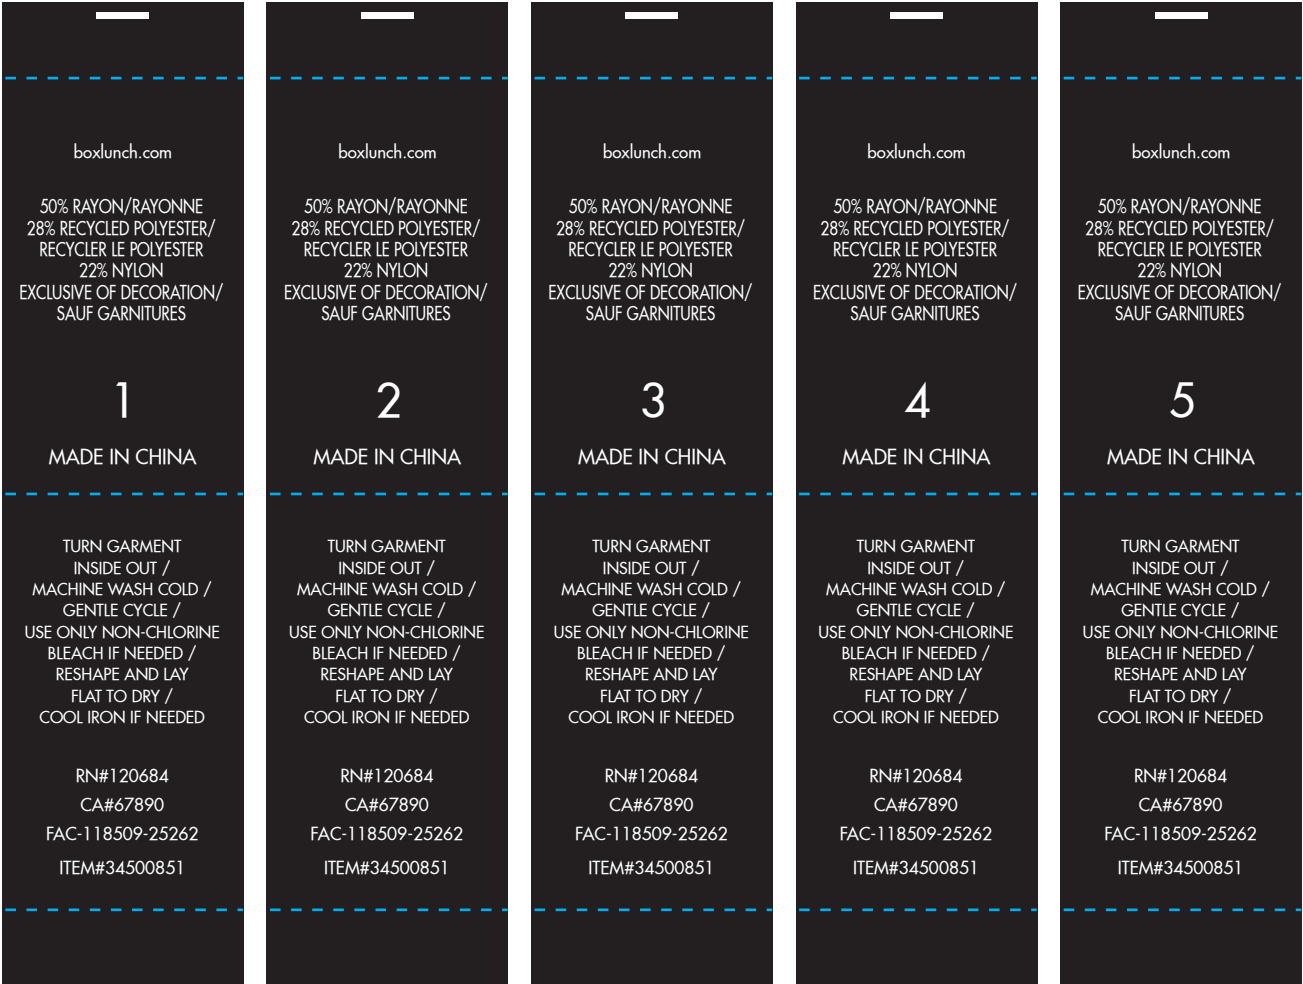 boxlunch.com
50% RAYON/RAYONNE
28% RECYCLED POLYESTER/
RECYCLER LE POLYESTER
22% NYLON
EXCLUSIVE OF DECORATION/
SAUF GARNITURES
1
MADE IN CHINA
TURN GARMENT
INSIDE OUT /
MACHINE WASH COLD /
GENTLE CYCLE /
USE ONLY NON-CHLORINE
BLEACH IF NEEDED /
RESHAPE AND LAY
FLAT TO DRY /
COOL IRON IF NEEDED
RN#120684
CA#67890
FAC-118509-25262
ITEM#34500851
boxlunch.com
50% RAYON/RAYONNE
28% RECYCLED POLYESTER/
RECYCLER LE POLYESTER
22% NYLON
EXCLUSIVE OF DECORATION/
SAUF GARNITURES
2
MADE IN CHINA
TURN GARMENT
INSIDE OUT /
MACHINE WASH COLD /
GENTLE CYCLE /
USE ONLY NON-CHLORINE
BLEACH IF NEEDED /
RESHAPE AND LAY
FLAT TO DRY /
COOL IRON IF NEEDED
RN#120684
CA#67890
FAC-118509-25262
ITEM#34500851
boxlunch.com
50% RAYON/RAYONNE
28% RECYCLED POLYESTER/
RECYCLER LE POLYESTER
22% NYLON
EXCLUSIVE OF DECORATION/
SAUF GARNITURES
3
MADE IN CHINA
TURN GARMENT
INSIDE OUT /
MACHINE WASH COLD /
GENTLE CYCLE /
USE ONLY NON-CHLORINE
BLEACH IF NEEDED /
RESHAPE AND LAY
FLAT TO DRY /
COOL IRON IF NEEDED
RN#120684
CA#67890
FAC-118509-25262
ITEM#34500851
boxlunch.com
50% RAYON/RAYONNE
28% RECYCLED POLYESTER/
RECYCLER LE POLYESTER
22% NYLON
EXCLUSIVE OF DECORATION/
SAUF GARNITURES
4
MADE IN CHINA
TURN GARMENT
INSIDE OUT /
MACHINE WASH COLD /
GENTLE CYCLE /
USE ONLY NON-CHLORINE
BLEACH IF NEEDED /
RESHAPE AND LAY
FLAT TO DRY /
COOL IRON IF NEEDED
RN#120684
CA#67890
FAC-118509-25262
ITEM#34500851
boxlunch.com
50% RAYON/RAYONNE
28% RECYCLED POLYESTER/
RECYCLER LE POLYESTER
22% NYLON
EXCLUSIVE OF DECORATION/
SAUF GARNITURES
5
MADE IN CHINA
TURN GARMENT
INSIDE OUT /
MACHINE WASH COLD /
GENTLE CYCLE /
USE ONLY NON-CHLORINE
BLEACH IF NEEDED /
RESHAPE AND LAY
FLAT TO DRY /
COOL IRON IF NEEDED
RN#120684
CA#67890
FAC-118509-25262
ITEM#34500851